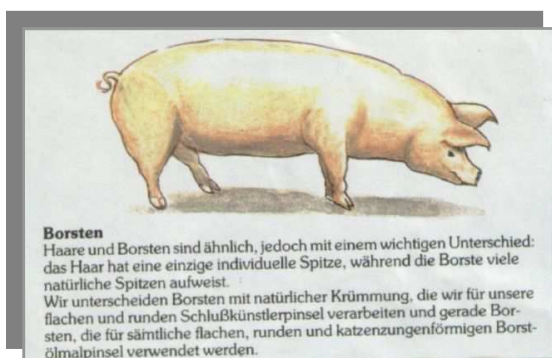 Borsten
Haare und Borsten sind ähnlich, jedoch mit einem wichtigen Unterschied:
das Haar hat eine einzige individuelle Spitze, während die Borste viele
natürliche Spitzen aufweist.
Wir unterscheiden Borsten mit natürlicher Krümmung, die wir für unsere
flachen und runden Schlußkünstlerpinsel verarbeiten und gerade Bor-
sten, die für sämtliche flachen, runden und katzenzungenförmigen Borst-
ölmalpinsel verwendet werden.